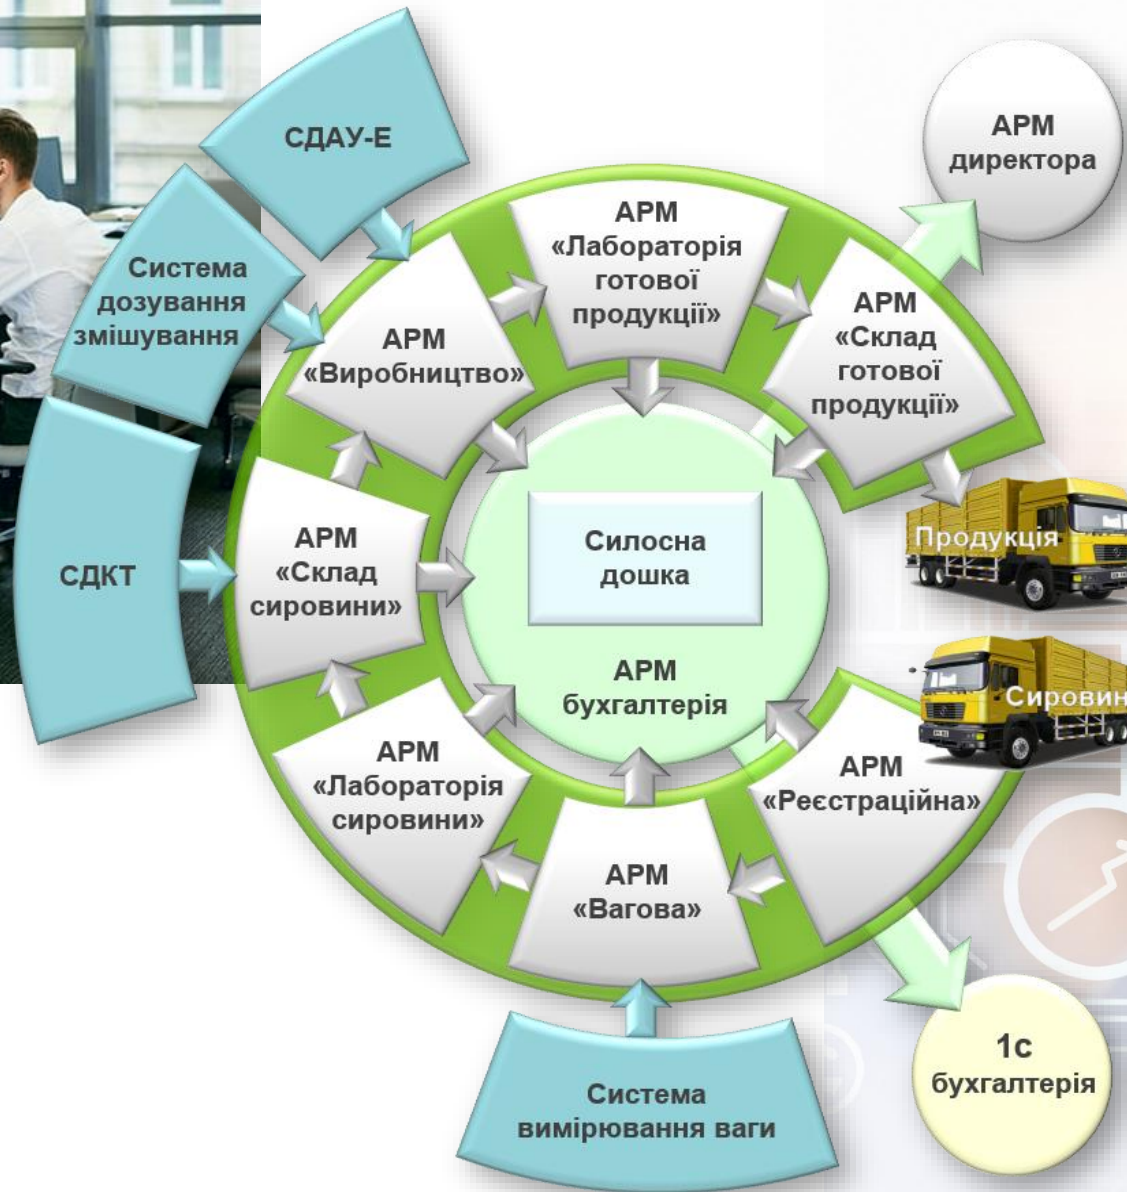 СДАУ-Е
Система
дозування
змішування
СДКТ
АРМ
директора
АРМ
«Лабораторія
готової
продукції»
АРМ
«Склад
готової
продукції»
АРМ
«Виробництво»
АРМ
«Склад
сировини»
Силосна
дошка
АРМ
бухгалтерія
Продукція
Сировин
АРМ
«Лабораторія
сировини»
АРМ
«Вагова»
АРМ
«Реєстраційна»
Система
вимірювання ваги
1с
бухгалтерія